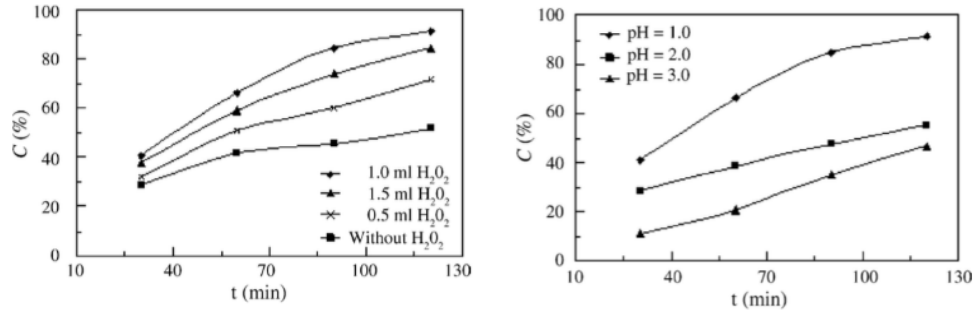 100
80
60
40
20
0
C (%)
1.0 ml H₂O₂
1.5 ml H₂O₂
0.5 ml H₂O₂
Without H₂O₂
10 40 70 100 130
t (min)
100
80
60
40
20
0
C (%)
pH = 1.0
pH = 2.0
pH = 3.0
10 40 70 100 130
t (min)